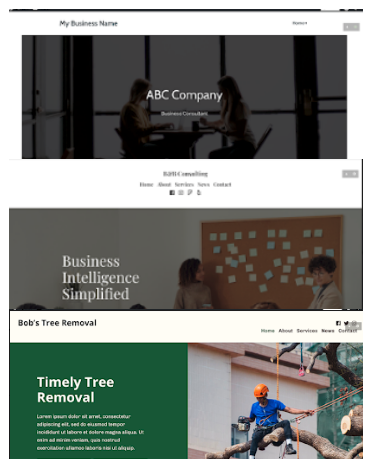 My Business Name
Home
ABC Company
Business Consultant
B2BI Consulting
Home About Services News Contact
Business
Intelligence
Simplified
Bob's Tree Removal
Home About Services News Contact
Timely Tree
Removal
Lorem ipsum dolor sit amet, consectetur
adipiscing elit, sed do eiusmod tempor
incididunt ut labore et dolore magna aliqua. Ut
enim ad minim veniam, quis nostrud
exercitation ullamco laboris nisi ut aliquip.